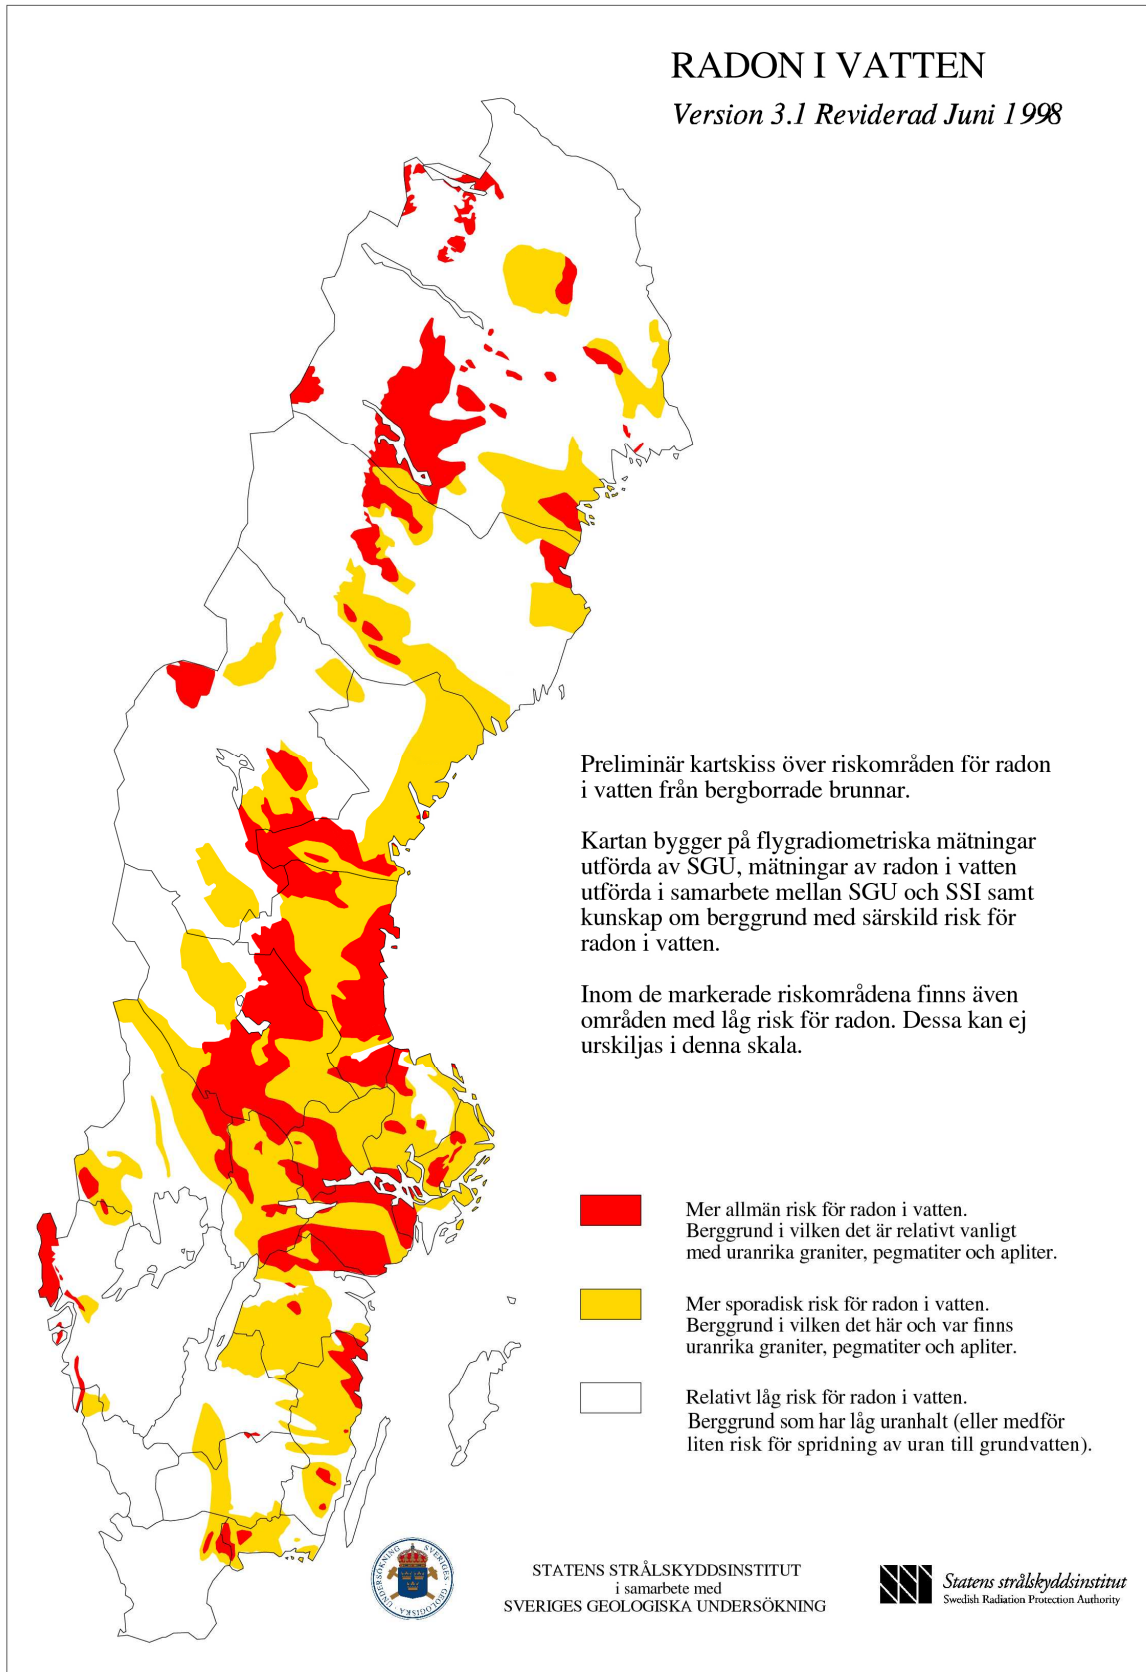 RADON I VATTEN
Version 3.1 Reviderad Juni 1998
Preliminär kartskiss över riskområden för radon
i vatten från bergborrade brunnar.
Kartan bygger på flygradiometriska mätningar
utförda av SGU, mätningar av radon i vatten
utförda i samarbete mellan SGU och SSI samt
kunskap om berggrund med särskild risk för
radon i vatten.
Inom de markerade riskområdena finns även
områden med låg risk för radon. Dessa kan ej
urskiljas i denna skala.
Mer allmän risk för radon i vatten.
Berggrund i vilken det är relativt vanligt
med uranrika graniter, pegmatiter och apliter.
Mer sporadisk risk för radon i vatten.
Berggrund i vilken det här och var finns
uranrika graniter, pegmatiter och apliter.
Relativt låg risk för radon i vatten.
Berggrund som har låg uranhalt (eller medför
liten risk för spridning av uran till grundvatten).
SVERIGES GEOLOGISKA UNDERSÖKNING
STATENS STRÅLSKYDDSINSTITUT
i samarbete med
SVERIGES GEOLOGISKA UNDERSÖKNING
Statens strålskyddsinstitut
Swedish Radiation Protection Authority